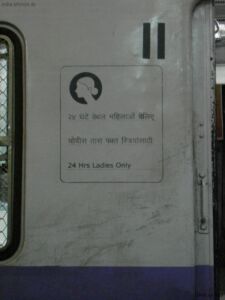 II
२४ घंटे केवल महिलाओं के लिए
चोवीस तास फक्त स्त्रियांसाठी
24 Hrs Ladies Only